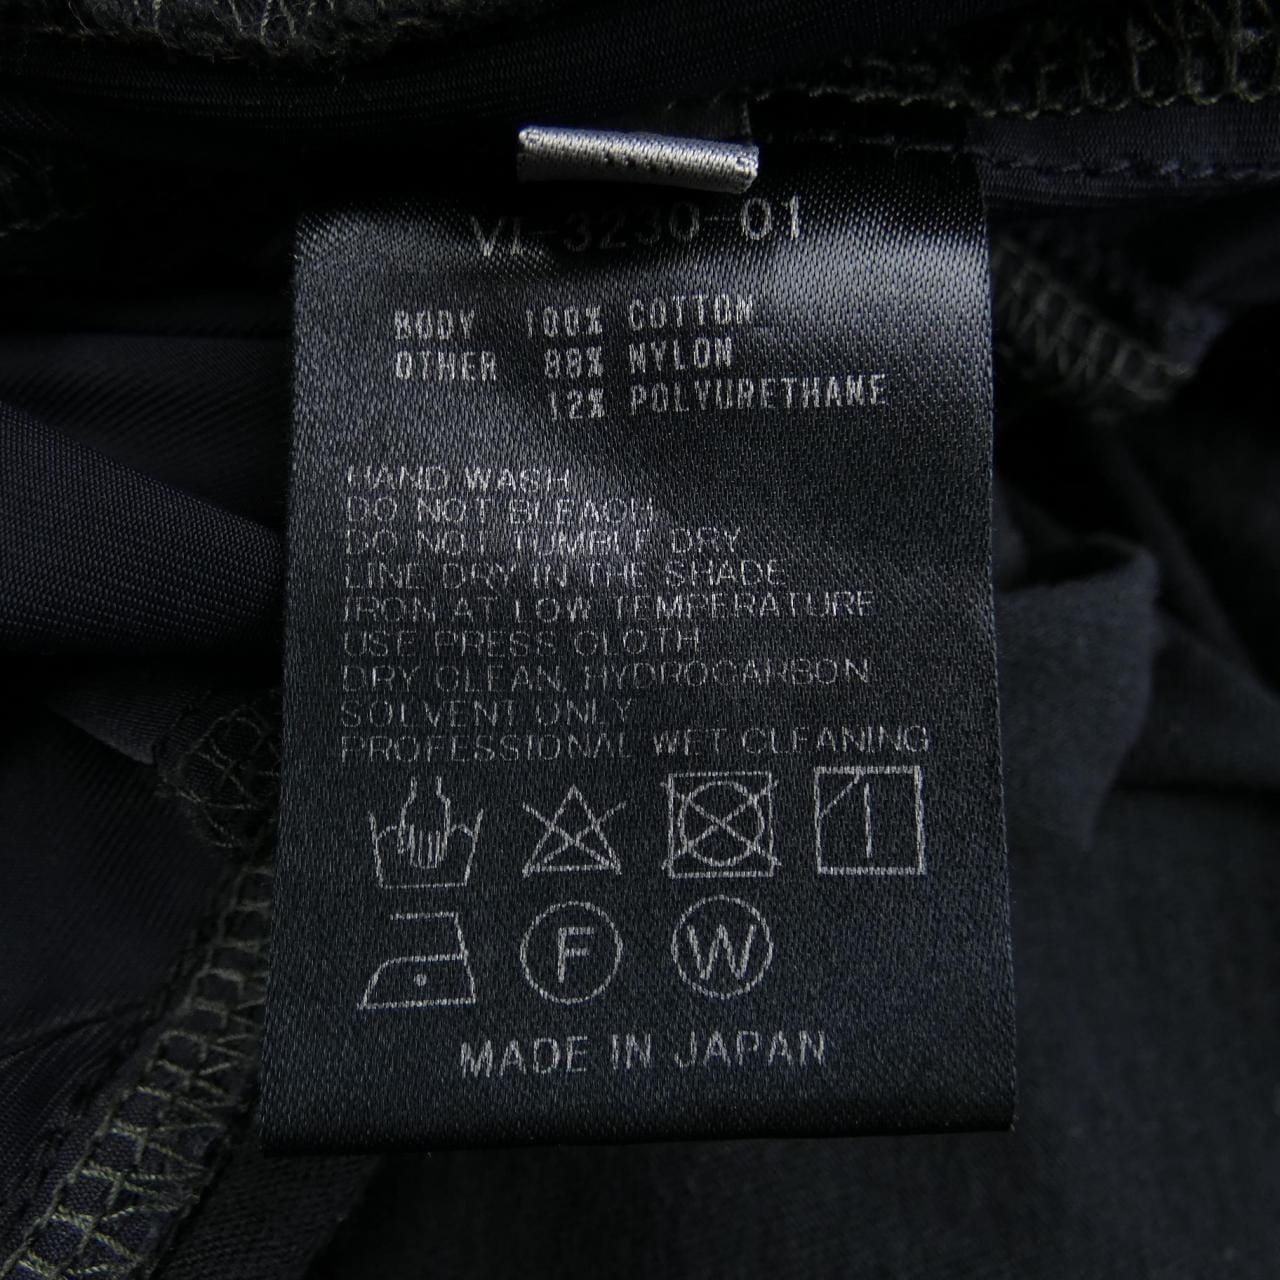 VI-3230-01
BODY 100% COTTON
OTHER 88% NYLON
12% POLYURETHANE
HAND WASH
DO NOT BLEACH
DO NOT TUMBLE DRY
LINE DRY IN THE SHADE
IRON AT LOW TEMPERATURE
USE PRESS CLOTH
DRY CLEAN, HYDROCARBON
SOLVENT ONLY
PROFESSIONAL WET CLEANING
F W
MADE IN JAPAN